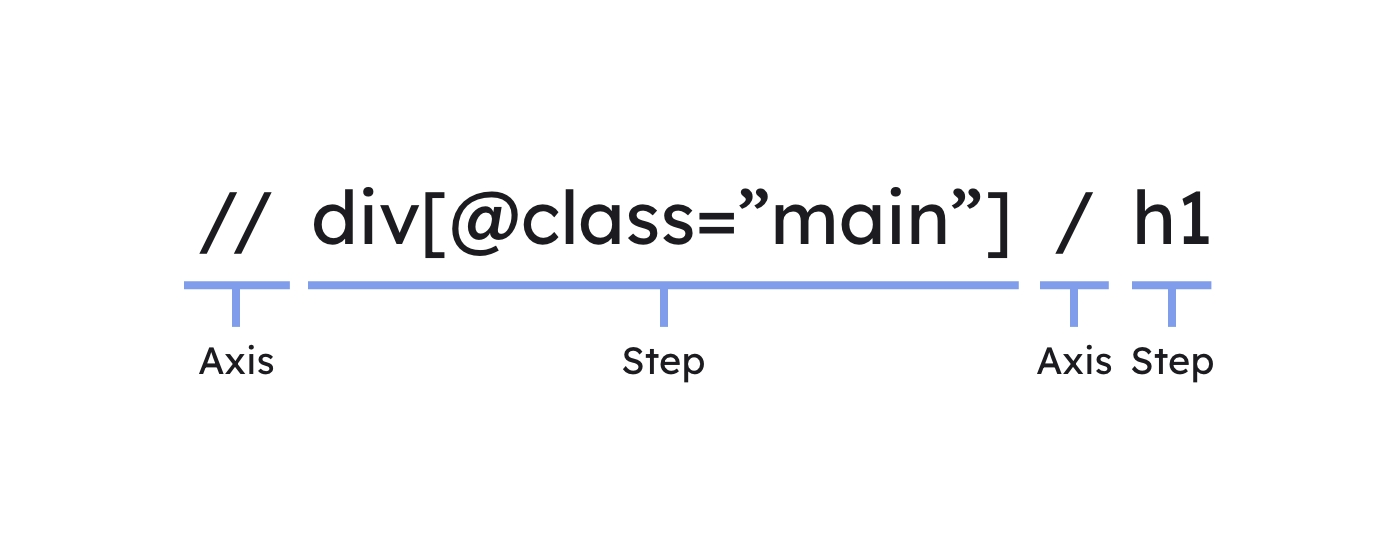 // div[@class=”main”] / h1
Axis Step Axis Step